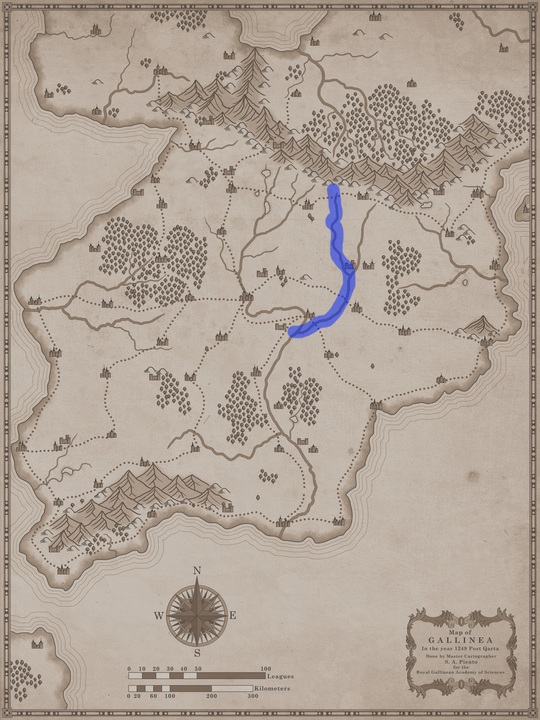 N
W E
S
0 10 20 30 40 50 100 Leagues
Kilometers
0 20 60 100 200 300
Map of
GALLINEA
In the year 1249 Post Qarta
Done by Master Cartographer
S. A. Piente
for the
Royal Gallinean Academy of Sciences